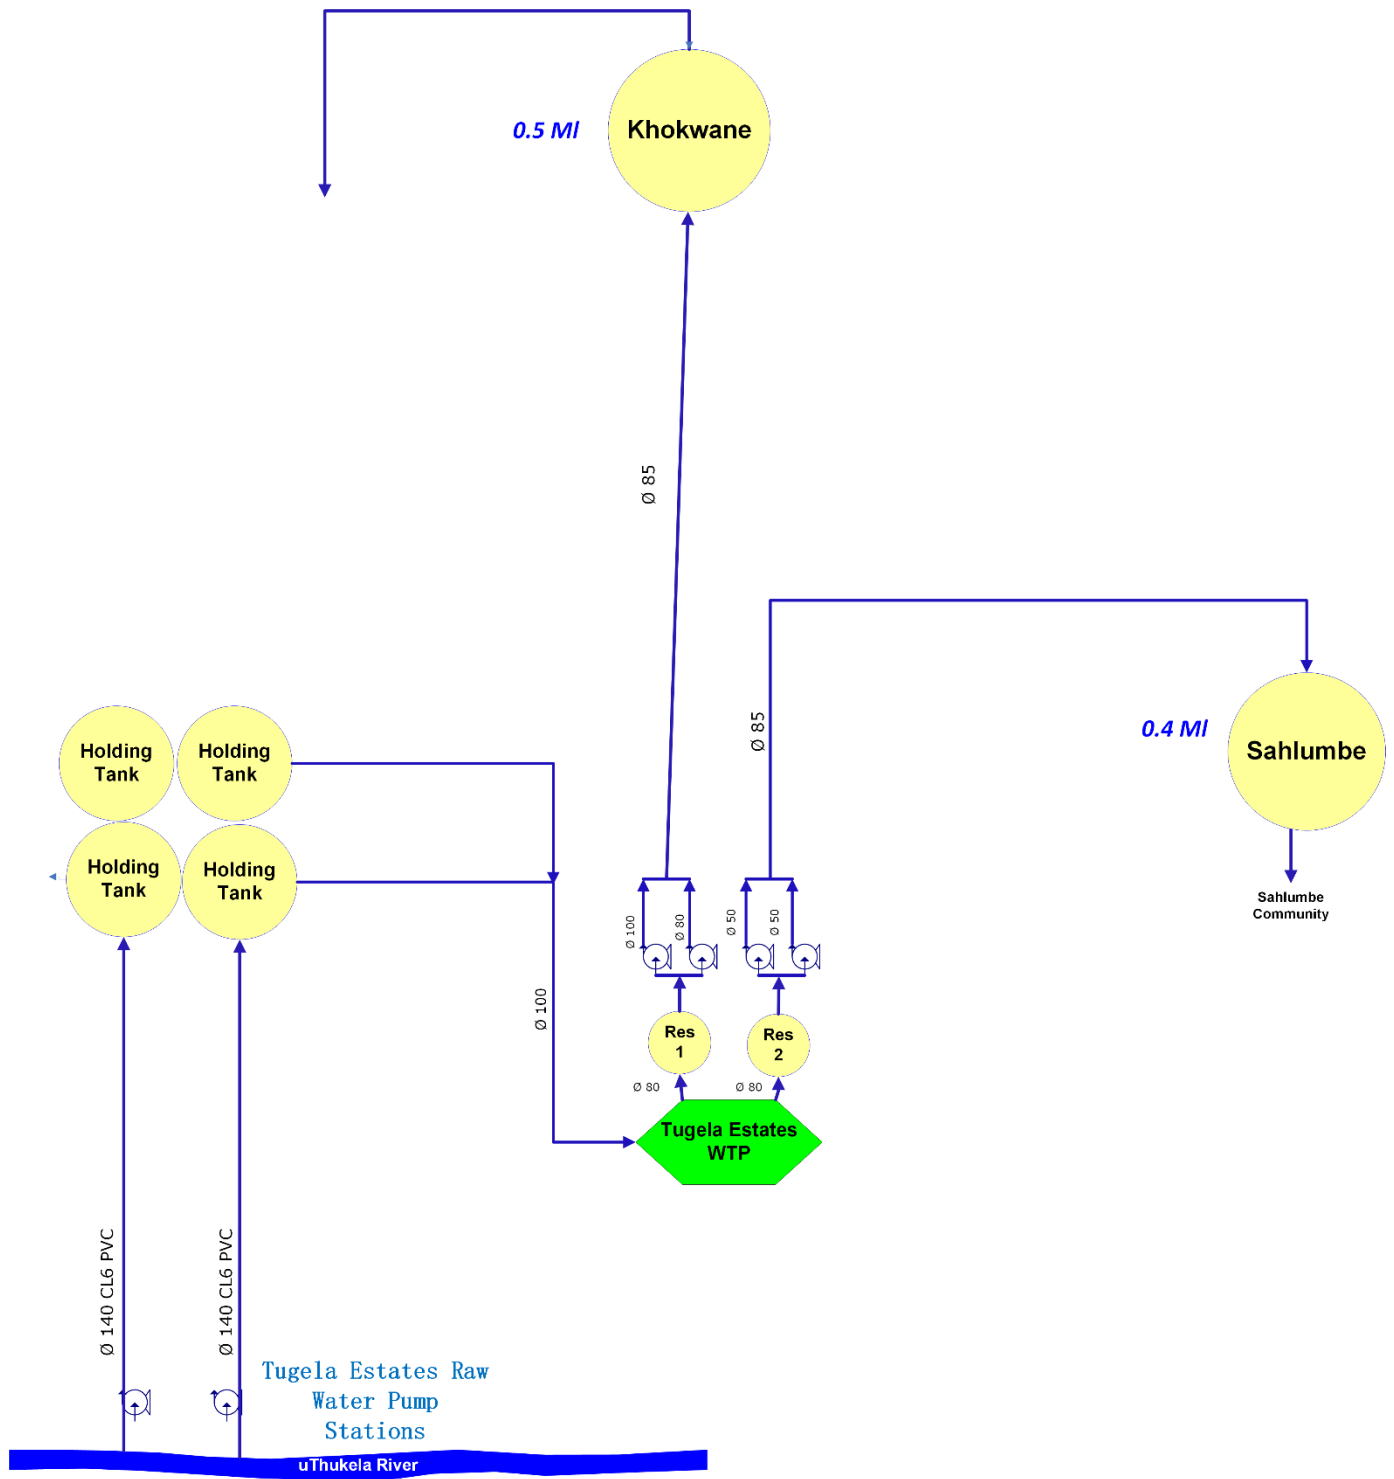 0.5 Ml
Khokwane
Ø 85
Ø 85
0.4 Ml
Sahlumbe
Holding
Tank
Holding
Tank
Holding
Tank
Holding
Tank
Sahlumbe
Community
Ø 100
Ø 80
Ø 50
Ø 50
Ø 100
Res
1
Res
2
Ø 80
Ø 80
Tugela Estates
WTP
Ø 140 CL6 PVC
Ø 140 CL6 PVC
Tugela Estates Raw
Water Pump
Stations
uThukela River